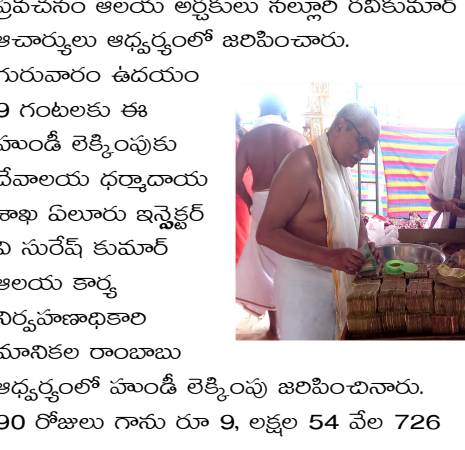 ప్రవచనం ఆలయ అర్చకులు నల్లూరి రవికుమార్
ఆచార్యులు ఆధ్వర్యంలో జరిపించారు.
గురువారం ఉదయం
9 గంటలకు ఈ
హుండీ లెక్కింపుకు
దేవాలయ ధర్మాదాయ
శాఖ ఏలూరు ఇన్స్పెక్టర్
వి సురేష్ కుమార్
ఆలయ కార్య
నిర్వహణాధికారి
మానికల రాంబాబు
ఆధ్వర్యంలో హుండీ లెక్కింపు జరిపించినారు.
90 రోజులు గాను రూ 9, లక్షల 54 వేల 726